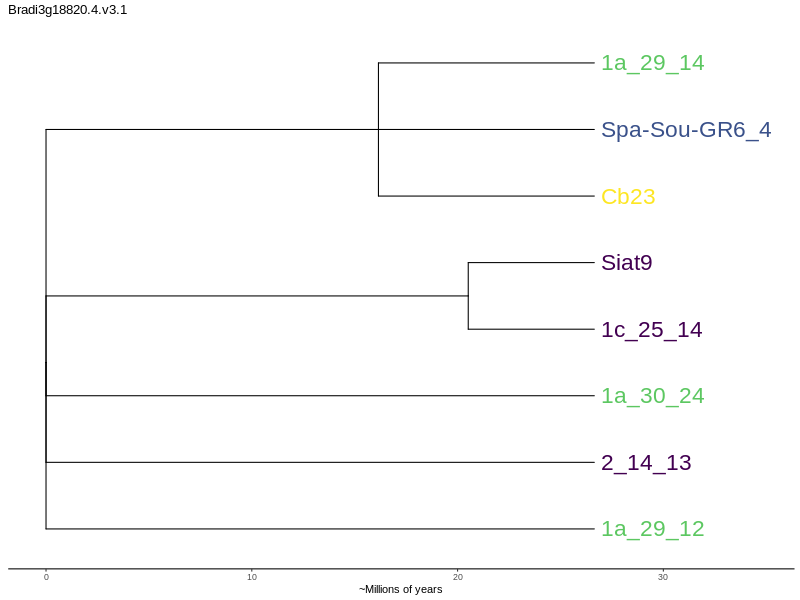 Bradi3g18820.4.v3.1
1a_29_14
Spa-Sou-GR6_4
Cb23
Siat9
1c_25_14
1a_30_24
2_14_13
1a_29_12
0 10 20 30
~Millions of years